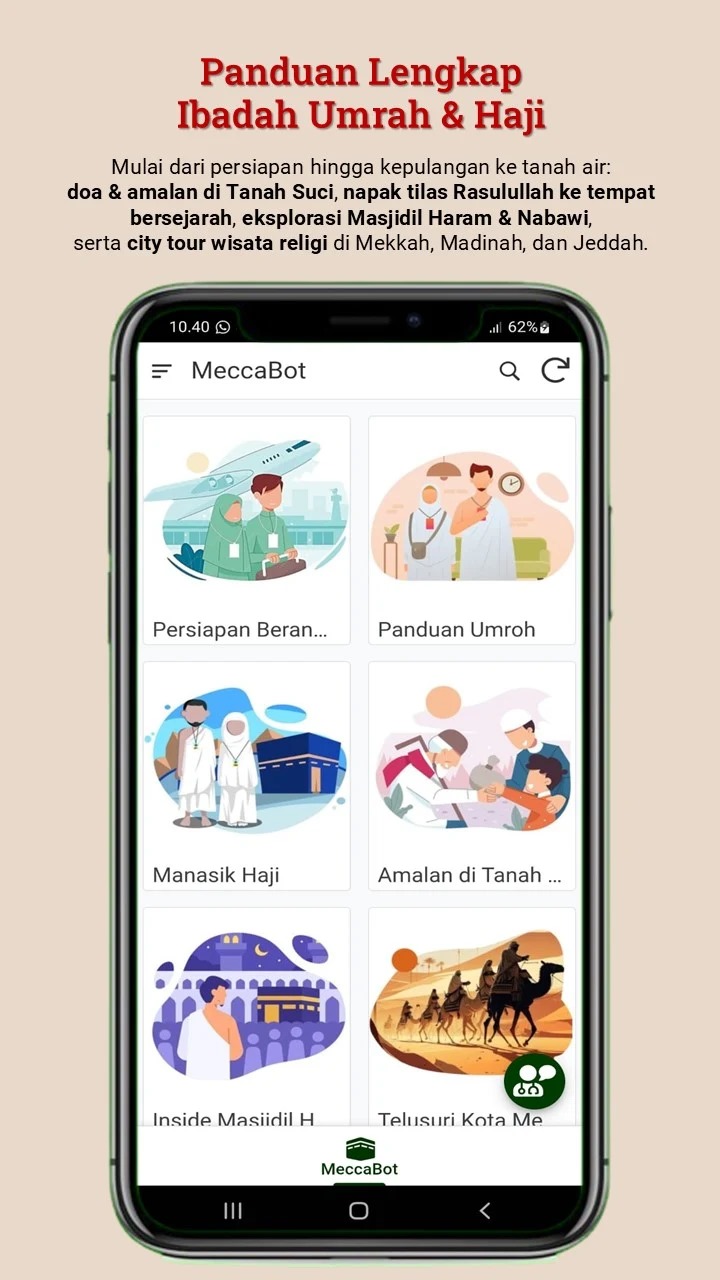 Panduan Lengkap
Ibadah Umrah & Haji
Mulai dari persiapan hingga kepulangan ke tanah air:
doa & amalan di Tanah Suci, napak tilas Rasulullah ke tempat
bersejarah, eksplorasi Masjidil Haram & Nabawi,
serta city tour wisata religi di Mekkah, Madinah, dan Jeddah.
10.40 62%
MeccaBot
Persiapan Beran... Panduan Umroh
Manasik Haji Amalan di Tanah ...
Inside Masjidil H Telusuri Kota Me
MeccaBot